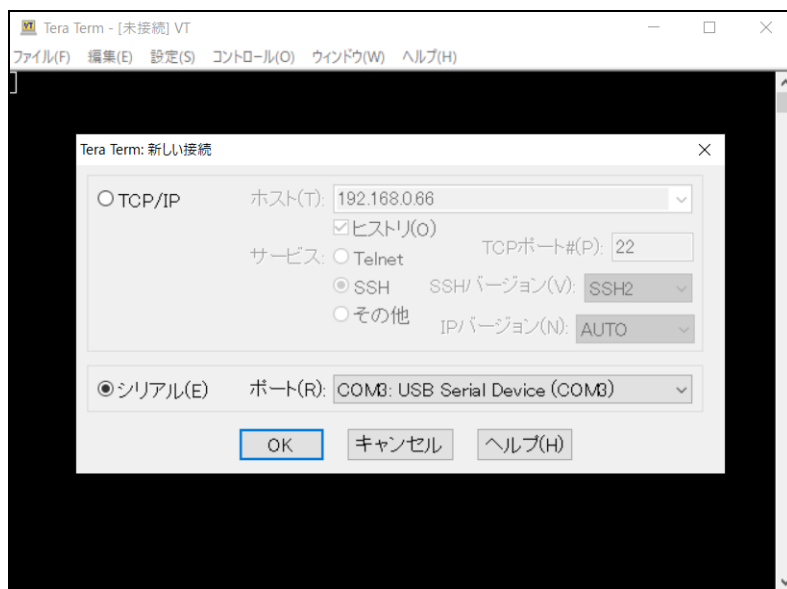 Tera Term - [未接続] VT
ファイル(F) 編集(E) 設定(S) コントロール(O) ウィンドウ(W) ヘルプ(H)
Tera Term: 新しい接続
TCP/IP ホスト(T): 192.168.0.66
ヒストリ(O)
サービス: Telnet TCPポート#(P): 22
SSH SSHバージョン(V): SSH2
その他 IPバージョン(N): AUTO
シリアル(E) ポート(R): COM3: USB Serial Device (COM3)
OK キャンセル ヘルプ(H)